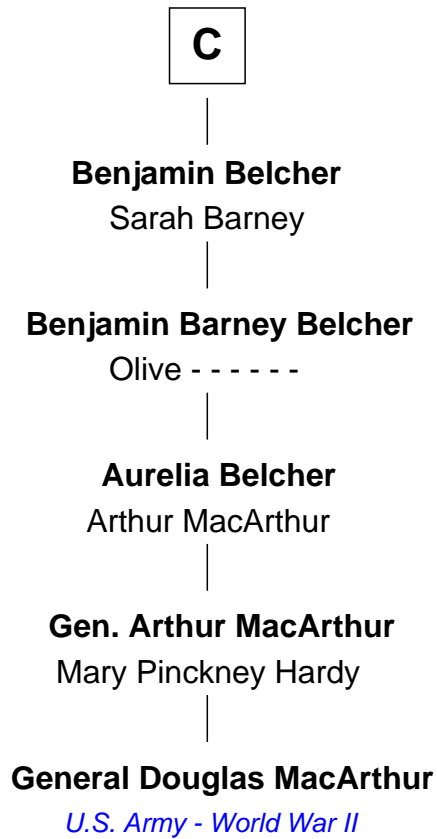 C
Benjamin Belcher
Sarah Barney
Benjamin Barney Belcher
Olive - - - - - -
Aurelia Belcher
Arthur MacArthur
Gen. Arthur MacArthur
Mary Pinckney Hardy
General Douglas MacArthur
U.S. Army - World War II